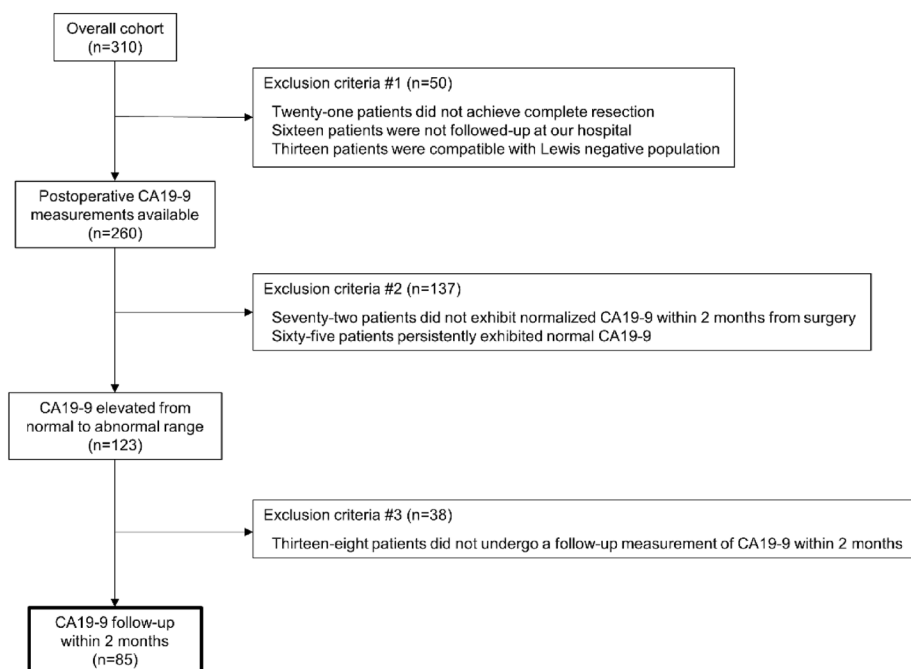 Overall cohort
(n=310)
Exclusion criteria #1 (n=50)
Twenty-one patients did not achieve complete resection
Sixteen patients were not followed-up at our hospital
Thirteen patients were compatible with Lewis negative population
Postoperative CA19-9
measurements available
(n=260)
Exclusion criteria #2 (n=137)
Seventy-two patients did not exhibit normalized CA19-9 within 2 months from surgery
Sixty-five patients persistently exhibited normal CA19-9
CA19-9 elevated from
normal to abnormal range
(n=123)
Exclusion criteria #3 (n=38)
Thirteen-eight patients did not undergo a follow-up measurement of CA19-9 within 2 months
CA19-9 follow-up
within 2 months
(n=85)